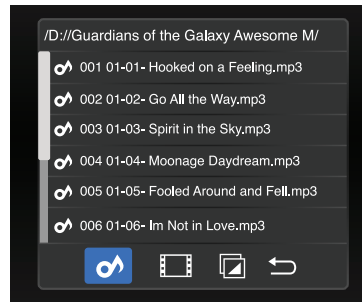 /D://Guardians of the Galaxy Awesome M/
001 01-01- Hooked on a Feeling.mp3
002 01-02- Go All the Way.mp3
003 01-03- Spirit in the Sky.mp3
004 01-04- Moonage Daydream.mp3
005 01-05- Fooled Around and Fell.mp3
006 01-06- Im Not in Love.mp3